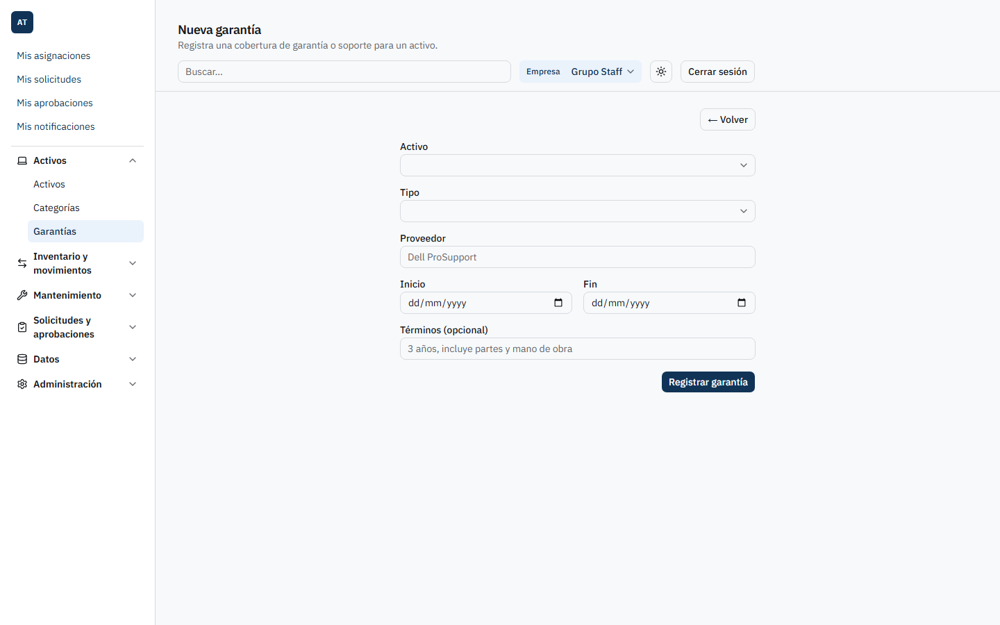 AT
Mis asignaciones
Mis solicitudes
Mis aprobaciones
Mis notificaciones
Activos
Activos
Categorías
Garantías
Inventario y
movimientos
Mantenimiento
Solicitudes y
aprobaciones
Datos
Administración
Nueva garantía
Registra una cobertura de garantía o soporte para un activo.
Buscar...
Empresa Grupo Staff
Cerrar sesión
← Volver
Activo
Tipo
Proveedor
Dell ProSupport
Inicio Fin
dd/mm/yyyy dd/mm/yyyy
Términos (opcional)
3 años, incluye partes y mano de obra
Registrar garantía